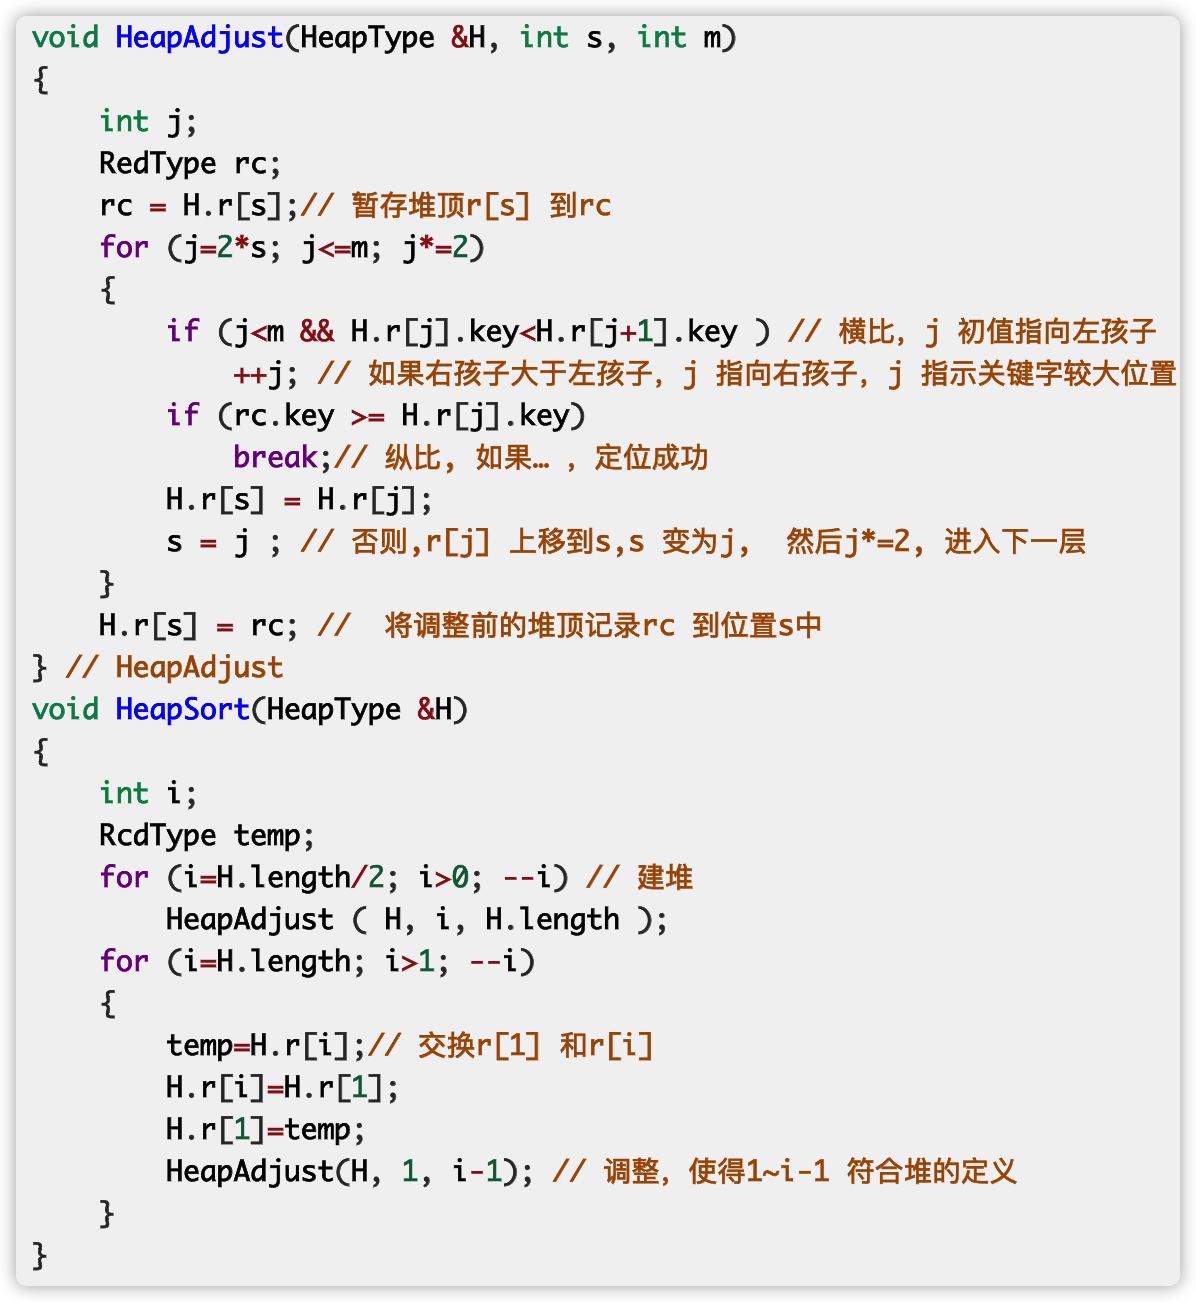 void HeapAdjust(HeapType &H, int s, int m)
{
    int j;
    RedType rc;
    rc = H.r[s];// 暂存堆顶r[s] 到rc
    for (j=2*s; j<=m; j*=2)
    {
        if (j<m && H.r[j].key<H.r[j+1].key ) // 横比, j 初值指向左孩子
            ++j; // 如果右孩子大于左孩子, j 指向右孩子, j 指示关键字较大位置
        if (rc.key >= H.r[j].key)
            break;// 纵比, 如果… , 定位成功
        H.r[s] = H.r[j];
        s = j ; // 否则,r[j] 上移到s,s 变为j,  然后j*=2, 进入下一层
    }
    H.r[s] = rc; //  将调整前的堆顶记录rc 到位置s中
} // HeapAdjust
void HeapSort(HeapType &H)
{
    int i;
    RcdType temp;
    for (i=H.length/2; i>0; --i) // 建堆
        HeapAdjust ( H, i, H.length );
    for (i=H.length; i>1; --i)
    {
        temp=H.r[i];// 交换r[1] 和r[i]
        H.r[i]=H.r[1];
        H.r[1]=temp;
        HeapAdjust(H, 1, i-1); // 调整, 使得1~i-1 符合堆的定义
    }
}